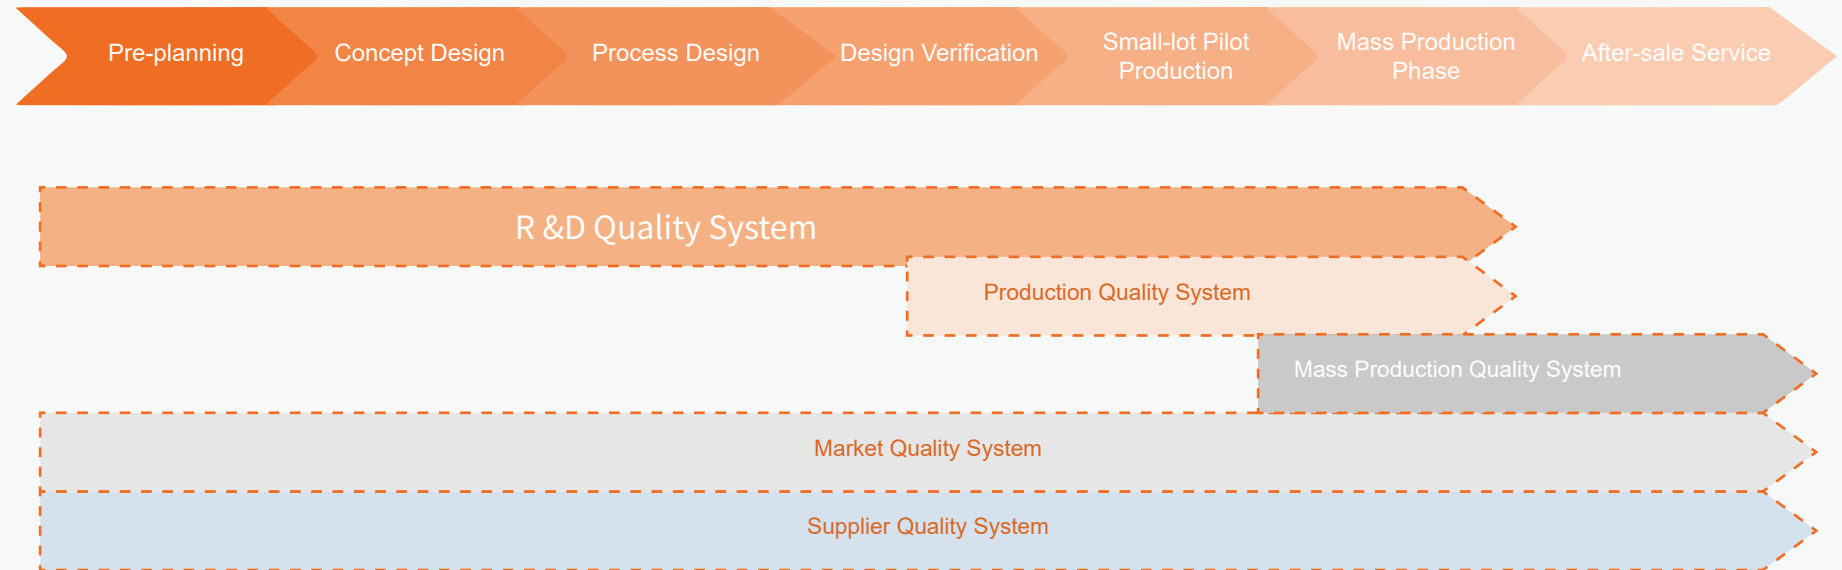 Pre-planning
Concept Design
Process Design
Design Verification
Small-lot Pilot
Production
Mass Production
Phase
After-sale Service
R &D Quality System
Production Quality System
Mass Production Quality System
Market Quality System
Supplier Quality System